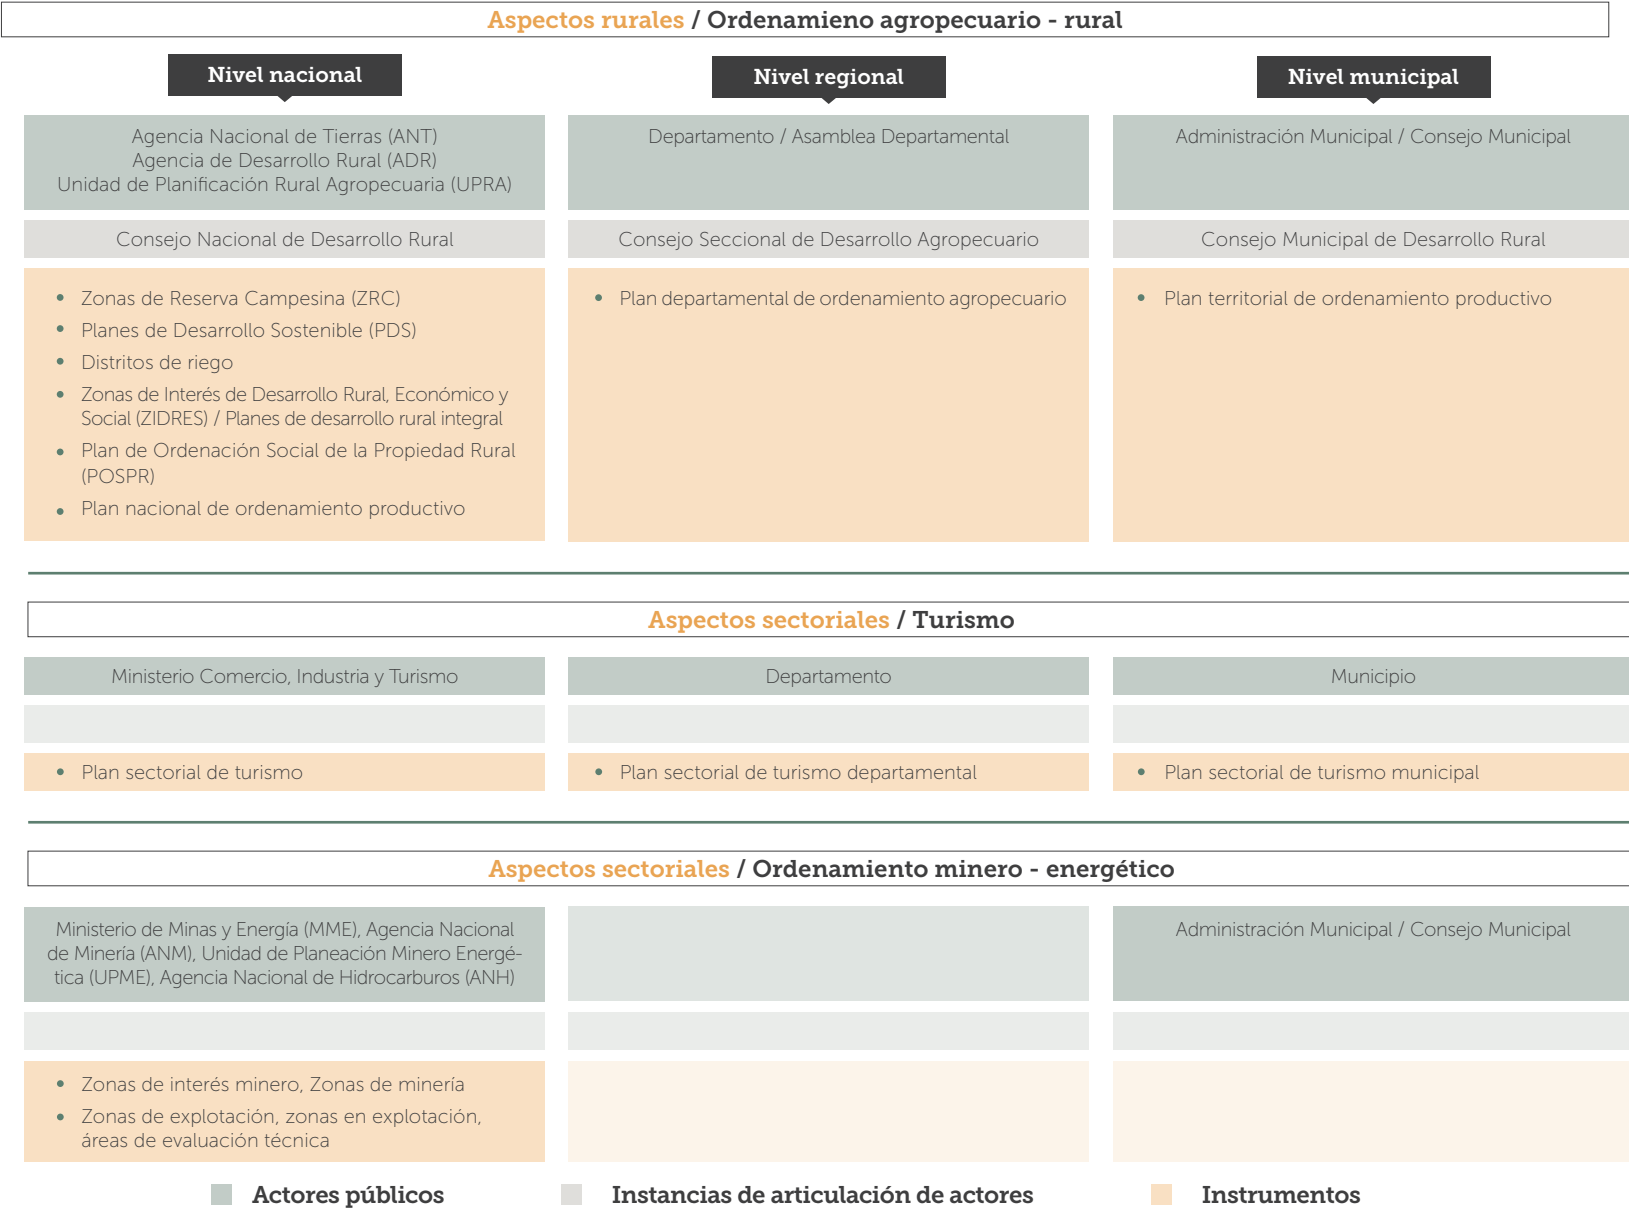 Aspectos rurales / Ordenamieno agropecuario - rural
Nivel nacional
Nivel regional
Nivel municipal
Agencia Nacional de Tierras (ANT)
Agencia de Desarrollo Rural (ADR)
Unidad de Planificación Rural Agropecuaria (UPRA)
Departamento / Asamblea Departamental
Administración Municipal / Consejo Municipal
Consejo Nacional de Desarrollo Rural
Consejo Seccional de Desarrollo Agropecuario
Consejo Municipal de Desarrollo Rural
• Zonas de Reserva Campesina (ZRC)
• Planes de Desarrollo Sostenible (PDS)
• Distritos de riego
• Zonas de Interés de Desarrollo Rural, Económico y
Social (ZIDRES) / Planes de desarrollo rural integral
• Plan de Ordenación Social de la Propiedad Rural
(POSPR)
• Plan nacional de ordenamiento productivo
• Plan departamental de ordenamiento agropecuario
• Plan territorial de ordenamiento productivo
Aspectos sectoriales / Turismo
Ministerio Comercio, Industria y Turismo
Departamento
Municipio
• Plan sectorial de turismo
• Plan sectorial de turismo departamental
• Plan sectorial de turismo municipal
Aspectos sectoriales / Ordenamiento minero - energético
Ministerio de Minas y Energía (MME), Agencia Nacional
de Minería (ANM), Unidad de Planeación Minero Energé-
tica (UPME), Agencia Nacional de Hidrocarburos (ANH)
Administración Municipal / Consejo Municipal
• Zonas de interés minero, Zonas de minería
• Zonas de explotación, zonas en explotación,
áreas de evaluación técnica
Actores públicos
Instancias de articulación de actores
Instrumentos